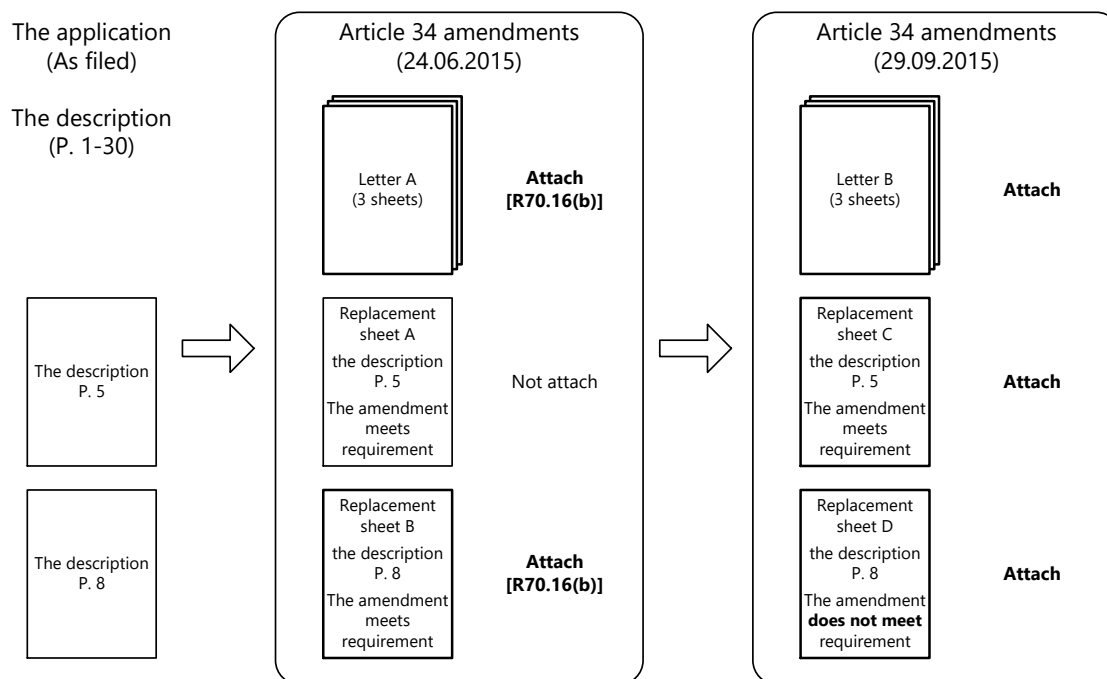 The application
(As filed)
The description
(P. 1-30)
Article 34 amendments
(24.06.2015)
Article 34 amendments
(29.09.2015)
Letter A
(3 sheets)
Attach
[R70.16(b)]
Letter B
(3 sheets)
Attach
The description
P. 5
Replacement
sheet A
the description
P. 5
The amendment
meets
requirement
Not attach
Replacement
sheet C
the description
P. 5
The amendment
meets
requirement
Attach
The description
P. 8
Replacement
sheet B
the description
P. 8
The amendment
meets
requirement
Attach
[R70.16(b)]
Replacement
sheet D
the description
P. 8
The amendment
does not meet
requirement
Attach